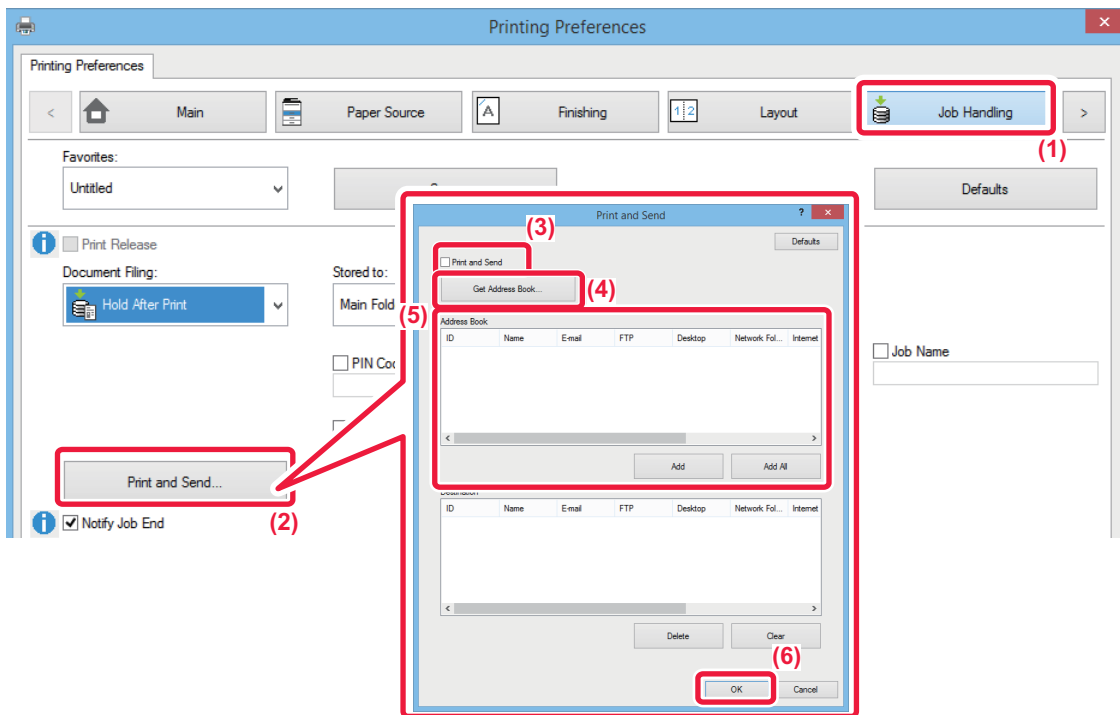 Printing Preferences
Printing Preferences
< Main Paper Source Finishing Layout Job Handling >
(1)
Favorites:
Untitled
Defaults
Print Release
Document Filing:
Stored to:
Hold After Print
Main Fold
PIN Co
Job Name
Print and Send...
(2)
Notify Job End
Print and Send
? ×
Defaults
(3)
Print and Send
Get Address Book...
(4)
(5)
Address Book
ID Name E-mail FTP Desktop Network Fol... Internet
< >
Add Add All
Destination
ID Name E-mail FTP Desktop Network Fol... Internet
< >
Delete Clear
(6)
OK Cancel